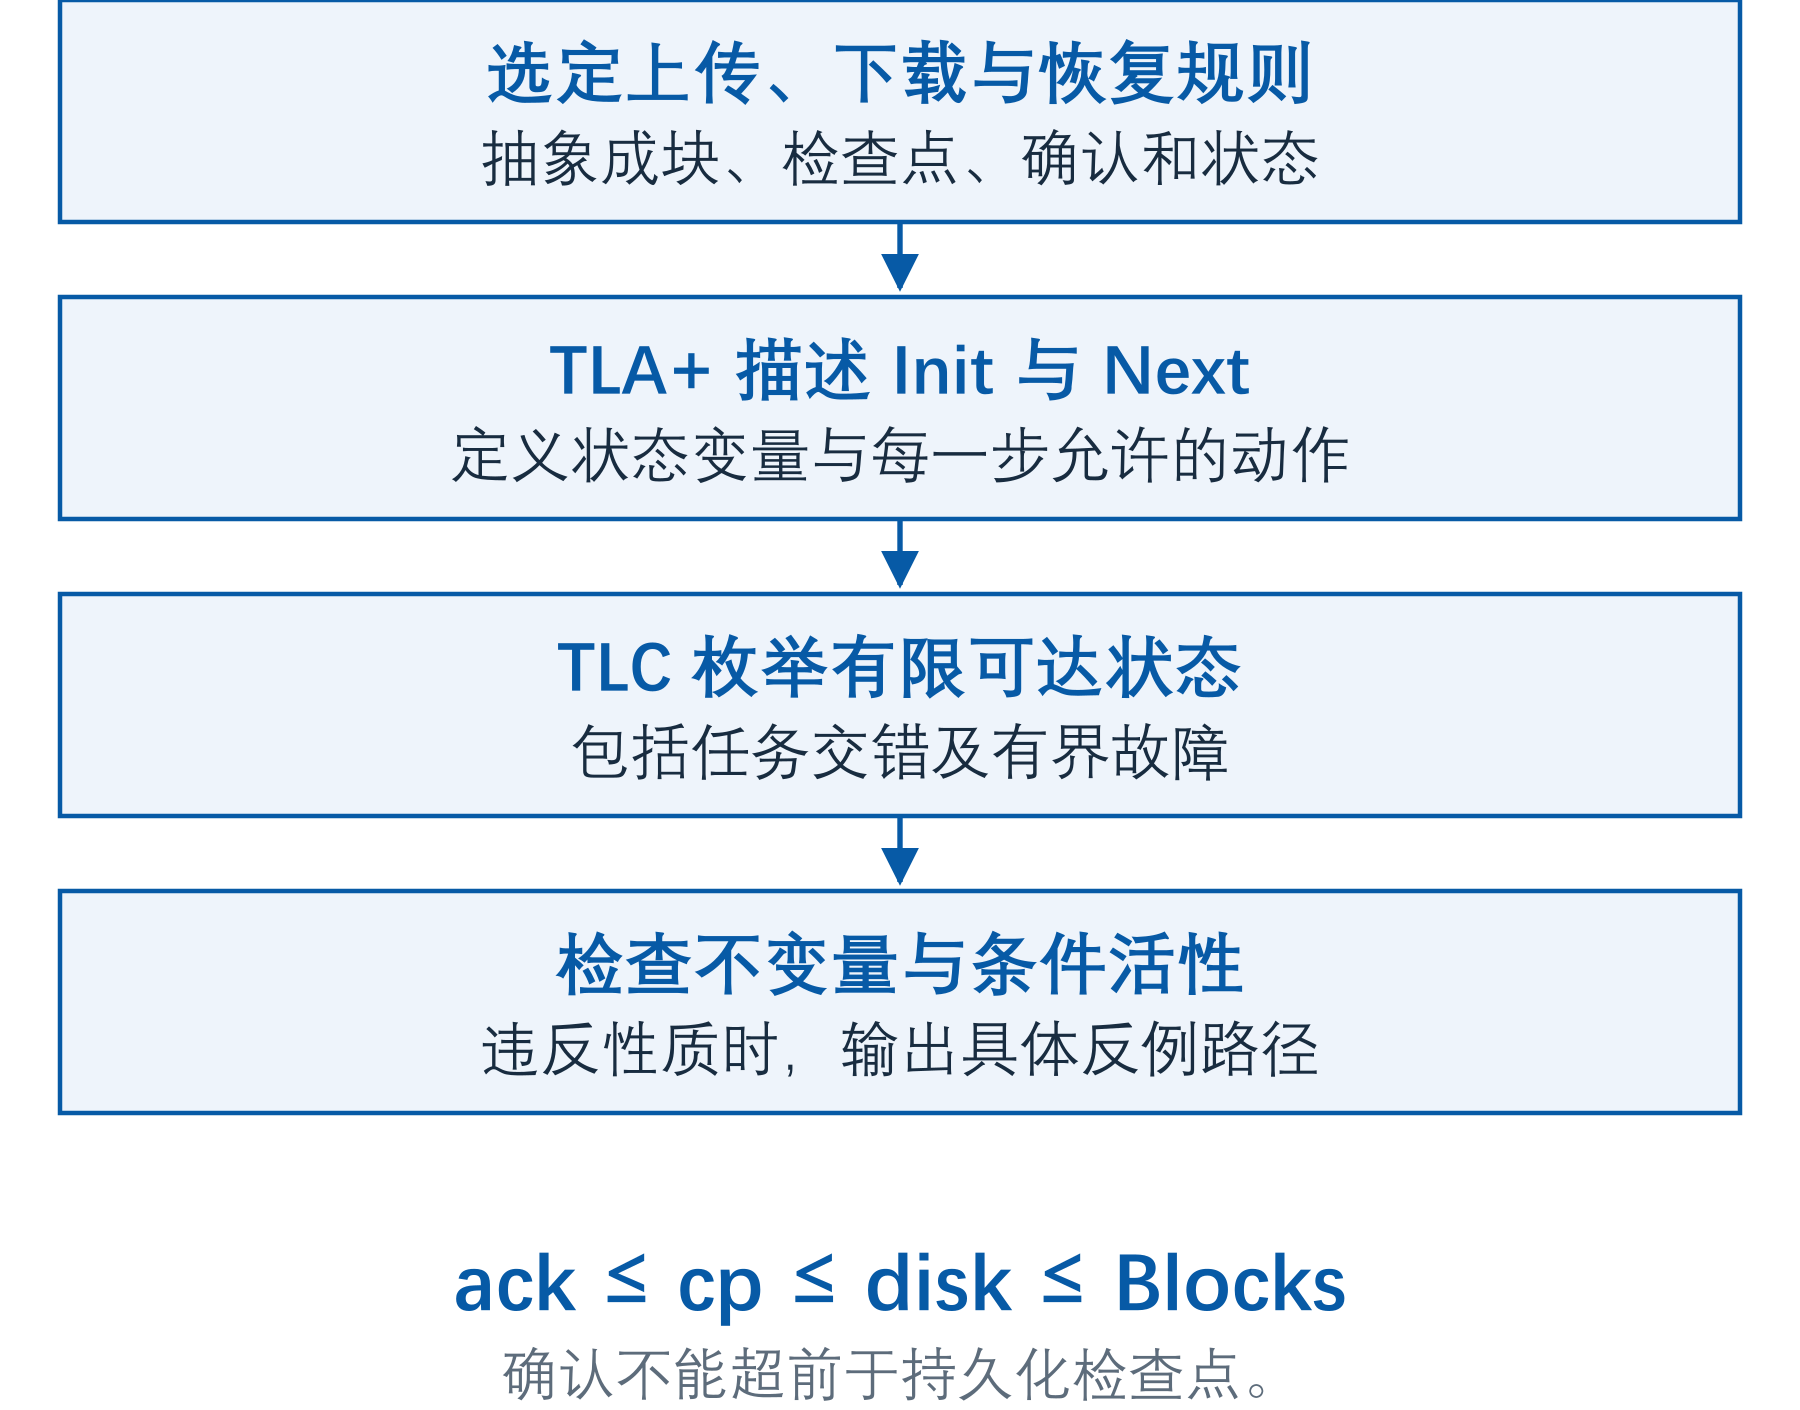 选定上传、下载与恢复规则
抽象成块、检查点、确认和状态
TLA+ 描述 Init 与 Next
定义状态变量与每一步允许的动作
TLC 枚举有限可达状态
包括任务交错及有界故障
检查不变量与条件活性
违反性质时，输出具体反例路径
ack ≤ cp ≤ disk ≤ Blocks
确认不能超前于持久化检查点。